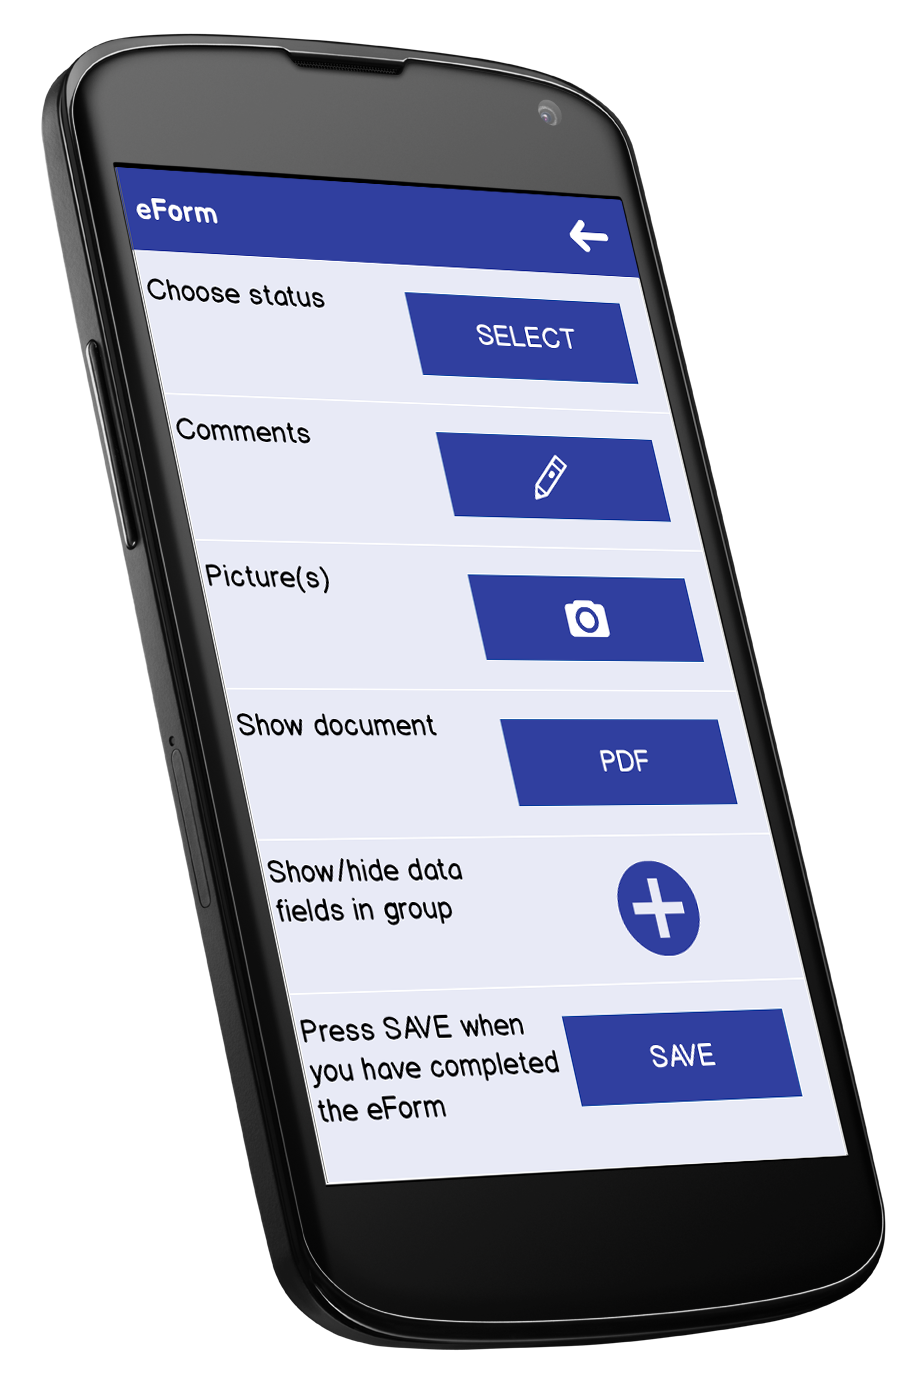 eForm
Choose status
SELECT
Comments
Picture(s)
Show document
PDF
Show/hide data
fields in group
Press SAVE when
you have completed
the eForm
SAVE